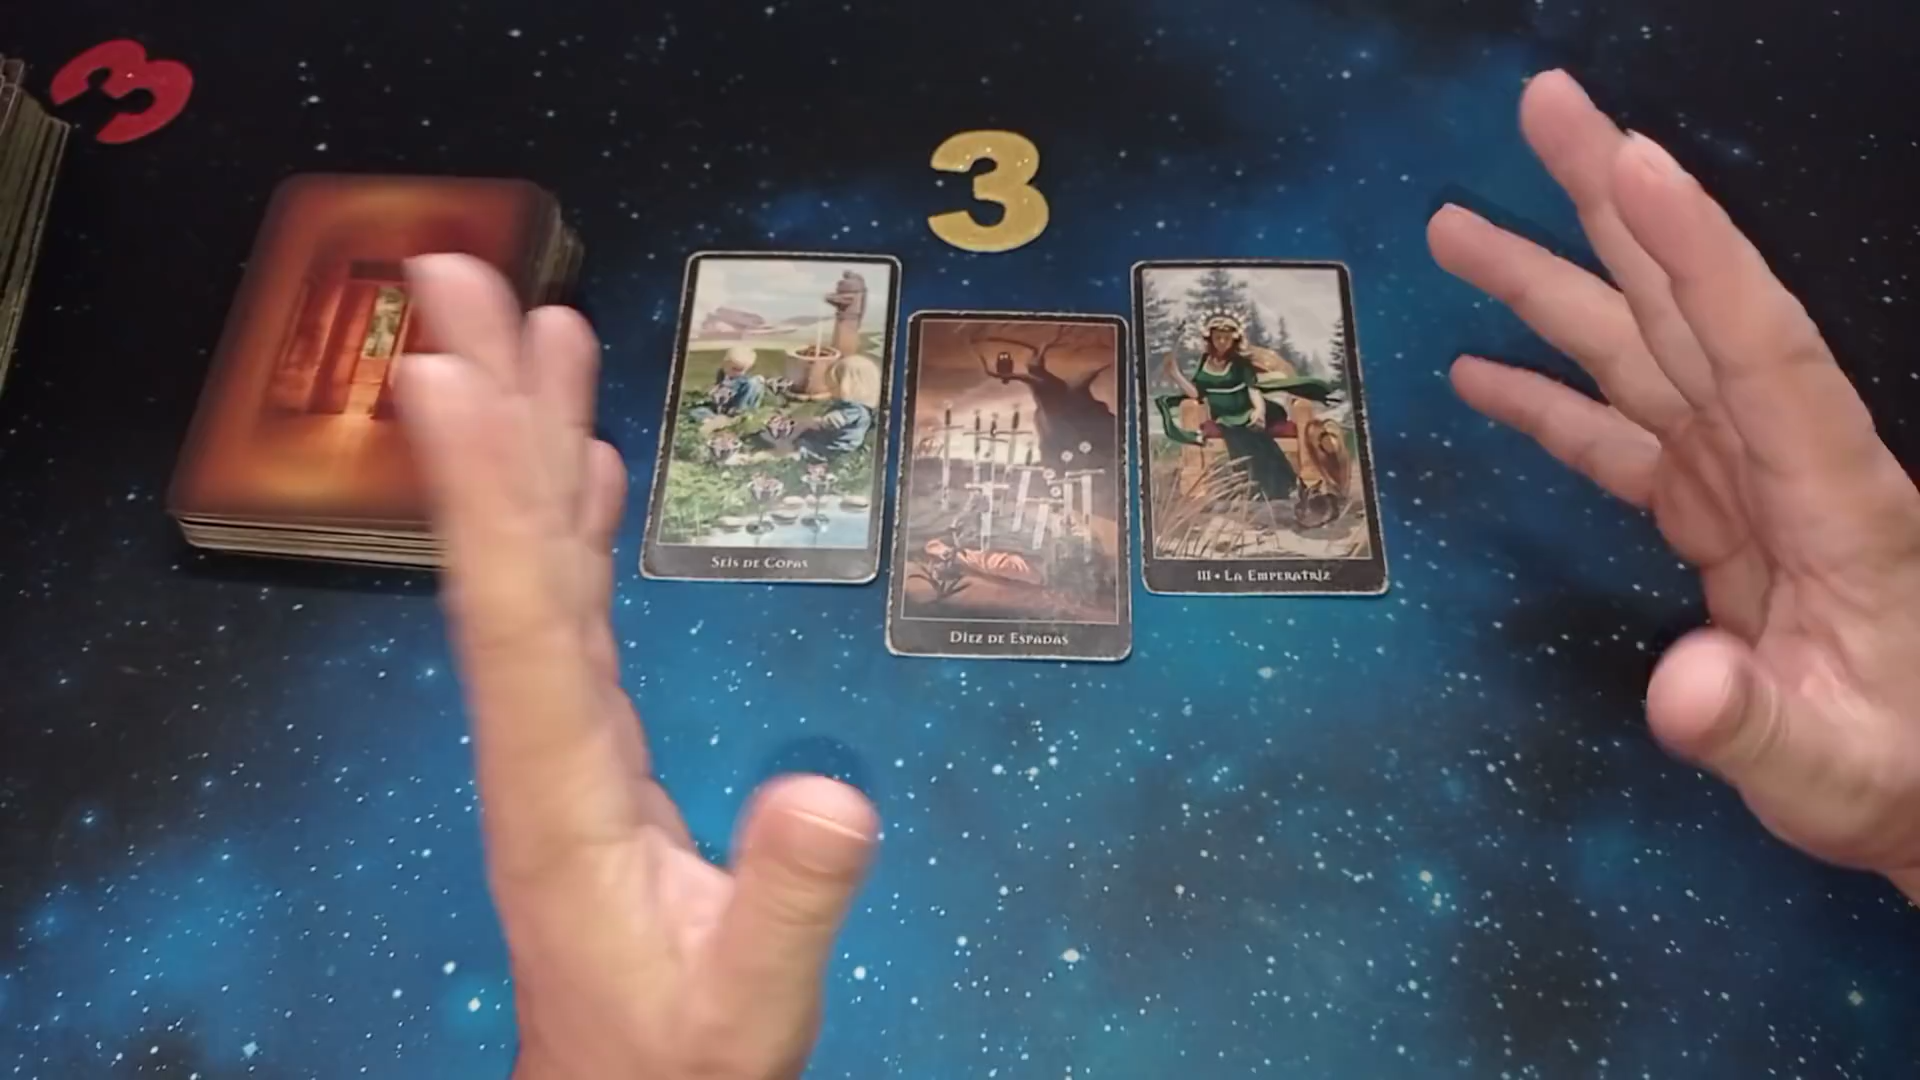 3
3
Seis de Copas
Diez de Espadas
III • La Emperatriz